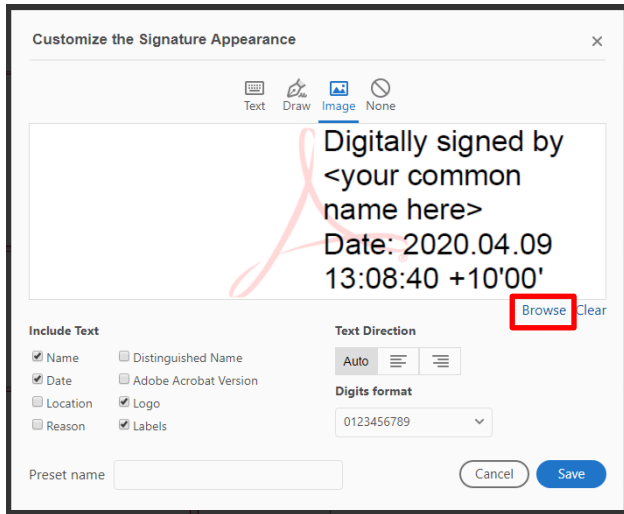 Customize the Signature Appearance
Text Draw Image None
Digitally signed by
<your common
name here>
Date: 2020.04.09
13:08:40 +10'00'
Browse Clear
Include Text
Name Distinguished Name
Date Adobe Acrobat Version
Location Logo
Reason Labels
Text Direction
Auto
Digits format
0123456789
Preset name
Cancel Save